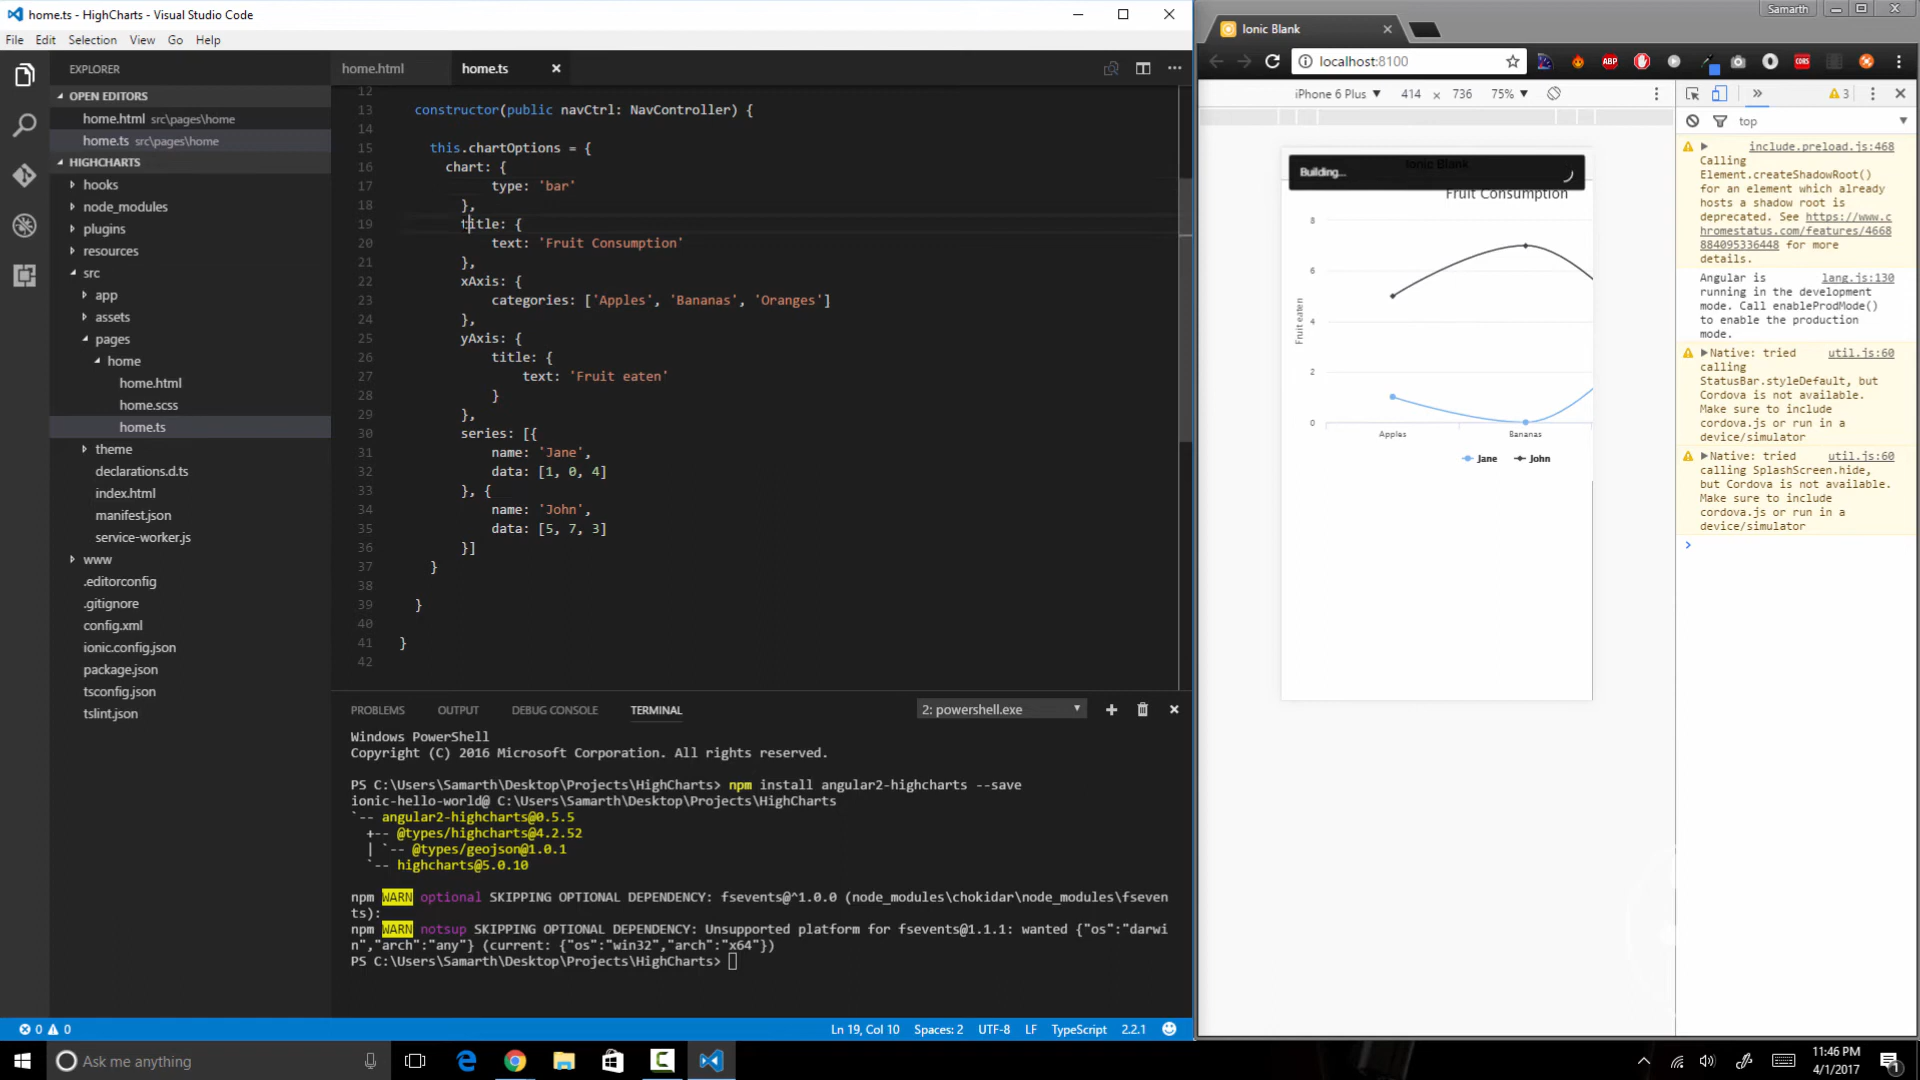 home.ts - HighCharts - Visual Studio Code
File Edit Selection View Go Help
EXPLORER
OPEN EDITORS
home.html src\pages\home
home.ts src\pages\home
HIGHCHARTS
hooks
node_modules
plugins
resources
src
app
assets
pages
home
home.html
home.scss
home.ts
theme
declarations.d.ts
index.html
manifest.json
service-worker.js
www
.editorconfig
.gitignore
config.xml
ionic.config.json
package.json
tsconfig.json
tslint.json
home.html home.ts
12
13 constructor(public navCtrl: NavController) {
14
15 this.chartOptions = {
16 chart: {
17 type: 'bar'
18 },
19 title: {
20 text: 'Fruit Consumption'
21 },
22 xAxis: {
23 categories: ['Apples', 'Bananas', 'Oranges']
24 },
25 yAxis: {
26 title: {
27 text: 'Fruit eaten'
28 }
29 },
30 series: [{
31 name: 'Jane',
32 data: [1, 0, 4]
33 }, {
34 name: 'John',
35 data: [5, 7, 3]
36 }]
37 }
38
39 }
40
41 }
42
PROBLEMS OUTPUT DEBUG CONSOLE TERMINAL 2: powershell.exe
Windows PowerShell
Copyright (C) 2016 Microsoft Corporation. All rights reserved.
PS C:\Users\Samarth\Desktop\Projects\HighCharts> npm install angular2-highcharts --save
ionic-hello-world@ C:\Users\Samarth\Desktop\Projects\HighCharts
`-- angular2-highcharts@0.5.5
+-- @types/highcharts@4.2.52
| `-- @types/geojson@1.0.1
`-- highcharts@5.0.10
npm WARN optional SKIPPING OPTIONAL DEPENDENCY: fsevents@^1.0.0 (node_modules\chokidar\node_modules\fseven
ts):
npm WARN notsup SKIPPING OPTIONAL DEPENDENCY: Unsupported platform for fsevents@1.1.1: wanted {"os":"darwi
n","arch":"any"} (current: {"os":"win32","arch":"x64"})
PS C:\Users\Samarth\Desktop\Projects\HighCharts>
0 0 Ln 19, Col 10 Spaces: 2 UTF-8 LF TypeScript 2.2.1
Samarth
Ionic Blank
localhost:8100
ABP
CORS
iPhone 6 Plus 414 × 736 75%
Ionic Blank
Building...
Fruit Consumption
8
6
4
2
0
Fruit eaten
Apples Bananas
Jane John
3
top
include.preload.js:468
Calling
Element.createShadowRoot()
for an element which already
hosts a shadow root is
deprecated. See https://www.c
hromestatus.com/features/4668
884095336448 for more
details.
Angular is lang.js:130
running in the development
mode. Call enableProdMode()
to enable the production
mode.
Native: tried util.js:60
calling
StatusBar.styleDefault, but
Cordova is not available.
Make sure to include
cordova.js or run in a
device/simulator
Native: tried util.js:60
calling SplashScreen.hide,
but Cordova is not available.
Make sure to include
cordova.js or run in a
device/simulator
Ask me anything
11:46 PM
4/1/2017
1